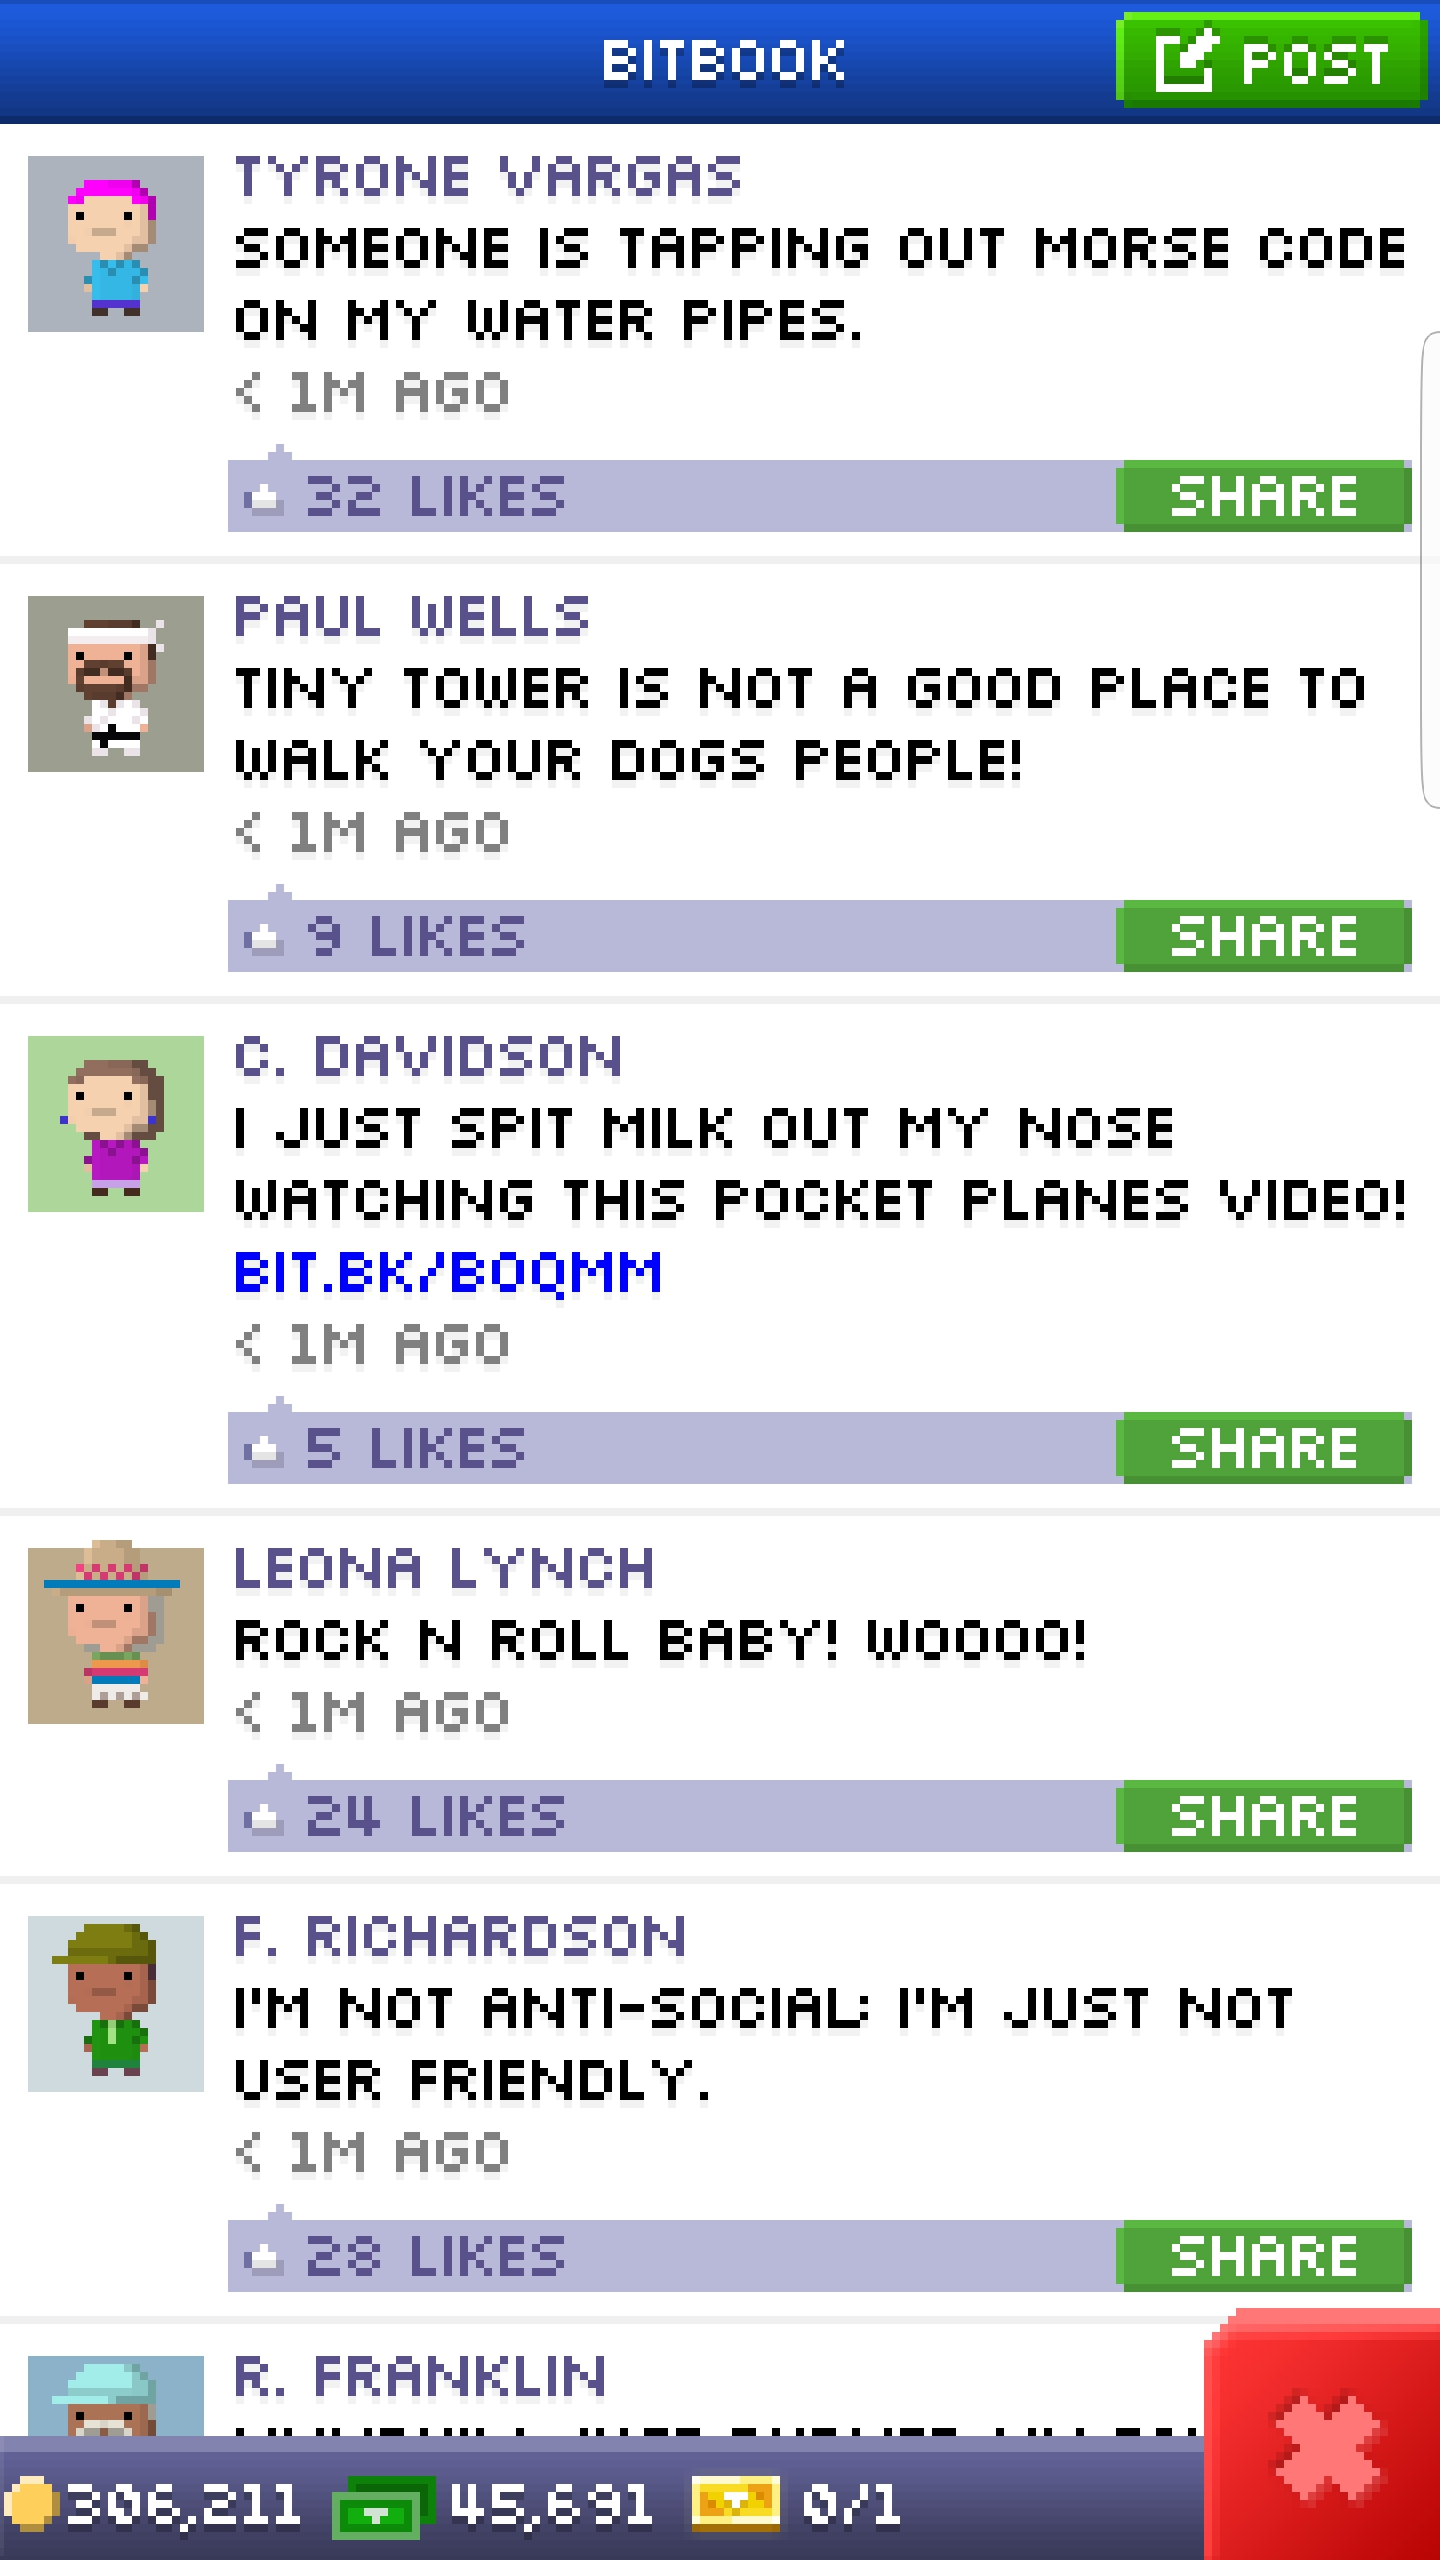 BITBOOK
POST
TYRONE VARGAS
SOMEONE IS TAPPING OUT MORSE CODE
ON MY WATER PIPES.
< 1M AGO
32 LIKES
SHARE
PAUL WELLS
TINY TOWER IS NOT A GOOD PLACE TO
WALK YOUR DOGS PEOPLE!
< 1M AGO
9 LIKES
SHARE
C. DAVIDSON
I JUST SPIT MILK OUT MY NOSE
WATCHING THIS POCKET PLANES VIDEO!
BIT.BK/BOQMM
< 1M AGO
5 LIKES
SHARE
LEONA LYNCH
ROCK N ROLL BABY! WOOOO!
< 1M AGO
24 LIKES
SHARE
F. RICHARDSON
I'M NOT ANTI-SOCIAL; I'M JUST NOT
USER FRIENDLY.
< 1M AGO
28 LIKES
SHARE
R. FRANKLIN
306,211
45,691
0/1